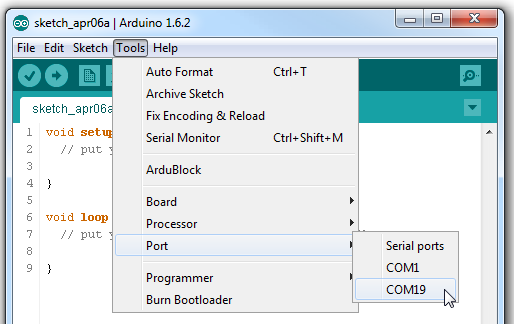 sketch_apr06a | Arduino 1.6.2
File Edit Sketch Tools Help
sketch_apr06a
Auto Format Ctrl+T
Archive Sketch
Fix Encoding & Reload
Serial Monitor Ctrl+Shift+M
ArduBlock
Board
Processor
Port
Programmer
Burn Bootloader
Serial ports
COM1
COM19
1 void setup
2 // put y
3
4 }
5
6 void loop
7 // put y
8
9 }